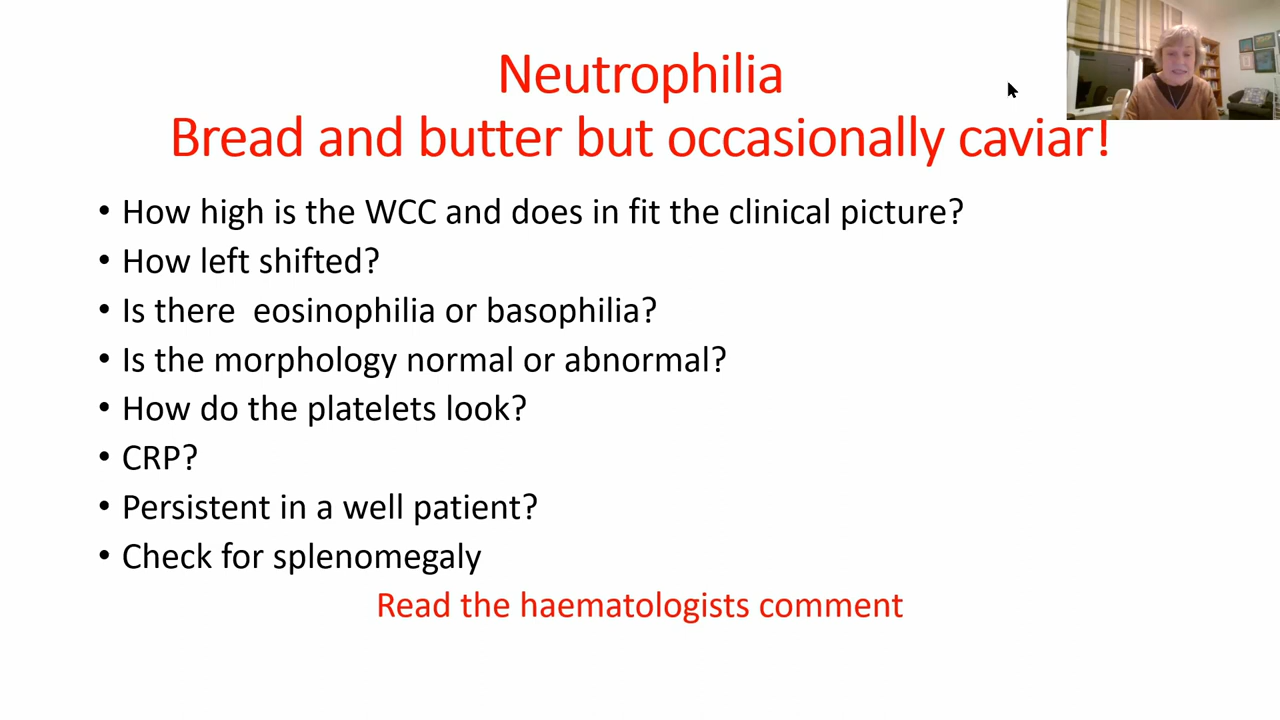 Neutrophilia
Bread and butter but occasionally caviar!
• How high is the WCC and does in fit the clinical picture?
• How left shifted?
• Is there  eosinophilia or basophilia?
• Is the morphology normal or abnormal?
• How do the platelets look?
• CRP?
• Persistent in a well patient?
• Check for splenomegaly
Read the haematologists comment